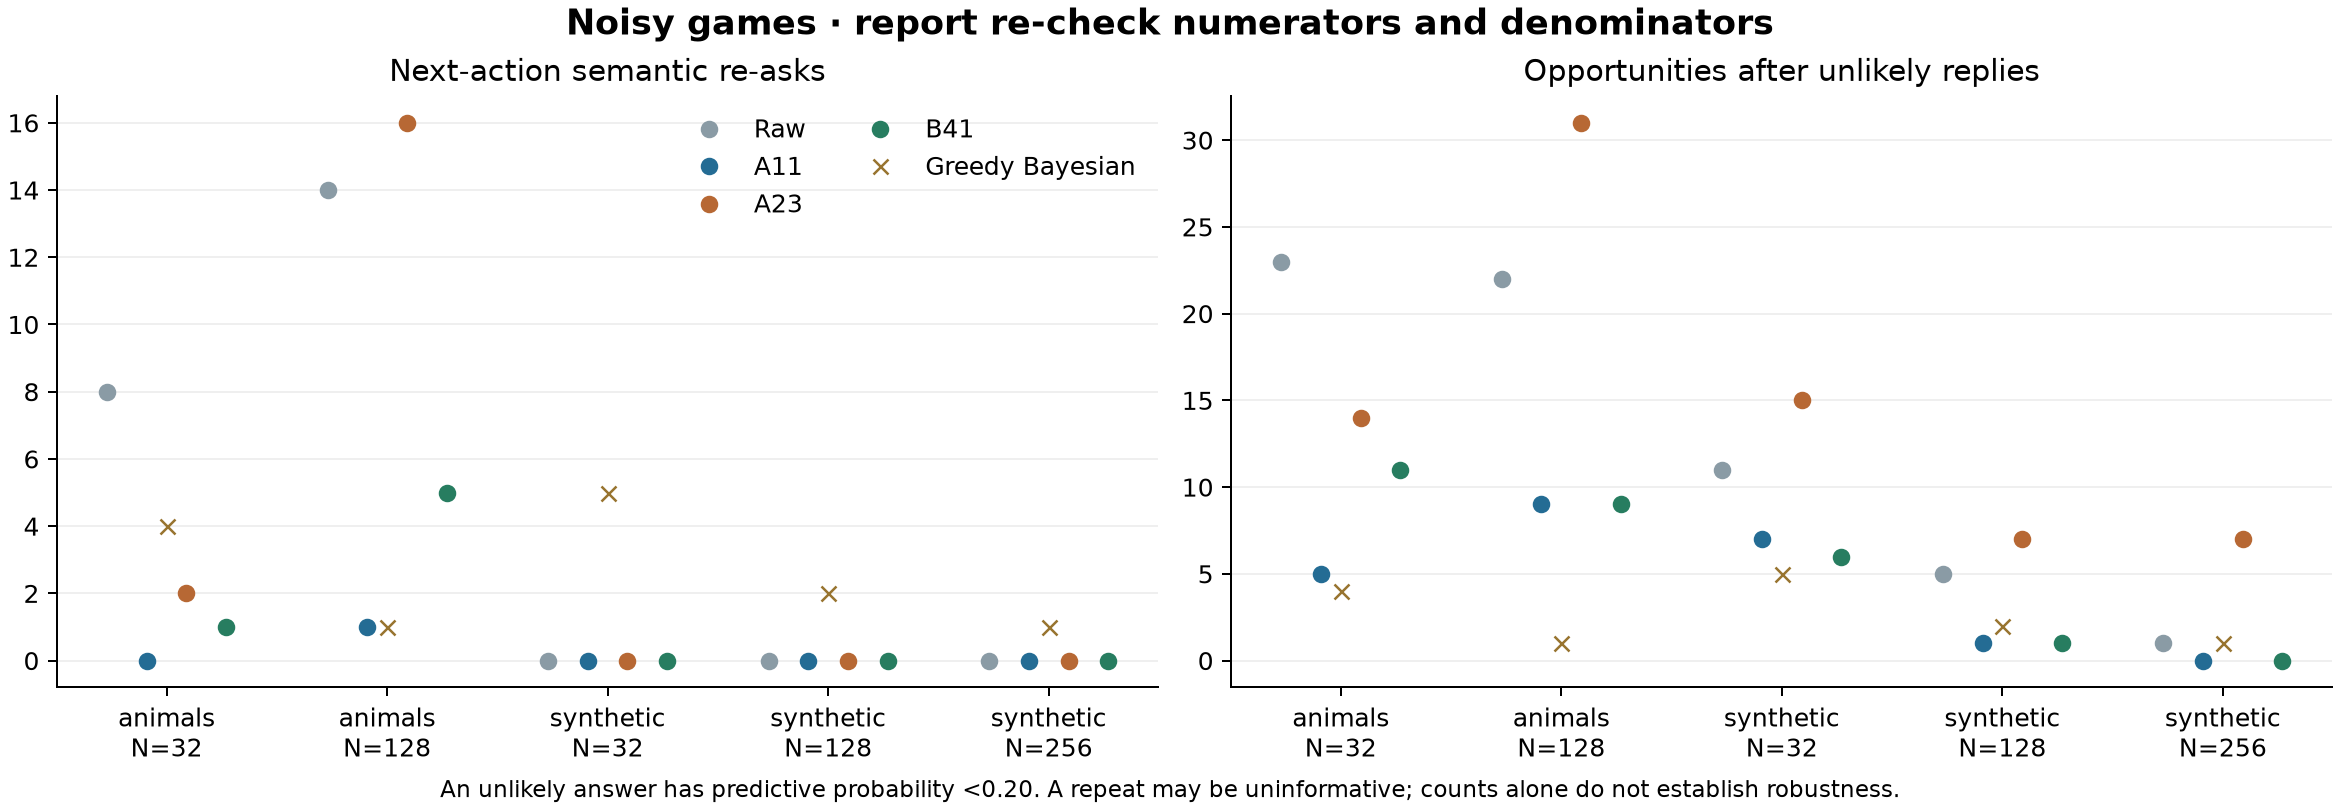 Noisy games · report re-check numerators and denominators
Next-action semantic re-asks
16
14
12
10
8
6
4
2
0
Raw
A11
A23
B41
Greedy Bayesian
animals
N=32
animals
N=128
synthetic
N=32
synthetic
N=128
synthetic
N=256
Opportunities after unlikely replies
30
25
20
15
10
5
0
animals
N=32
animals
N=128
synthetic
N=32
synthetic
N=128
synthetic
N=256
An unlikely answer has predictive probability <0.20. A repeat may be uninformative; counts alone do not establish robustness.